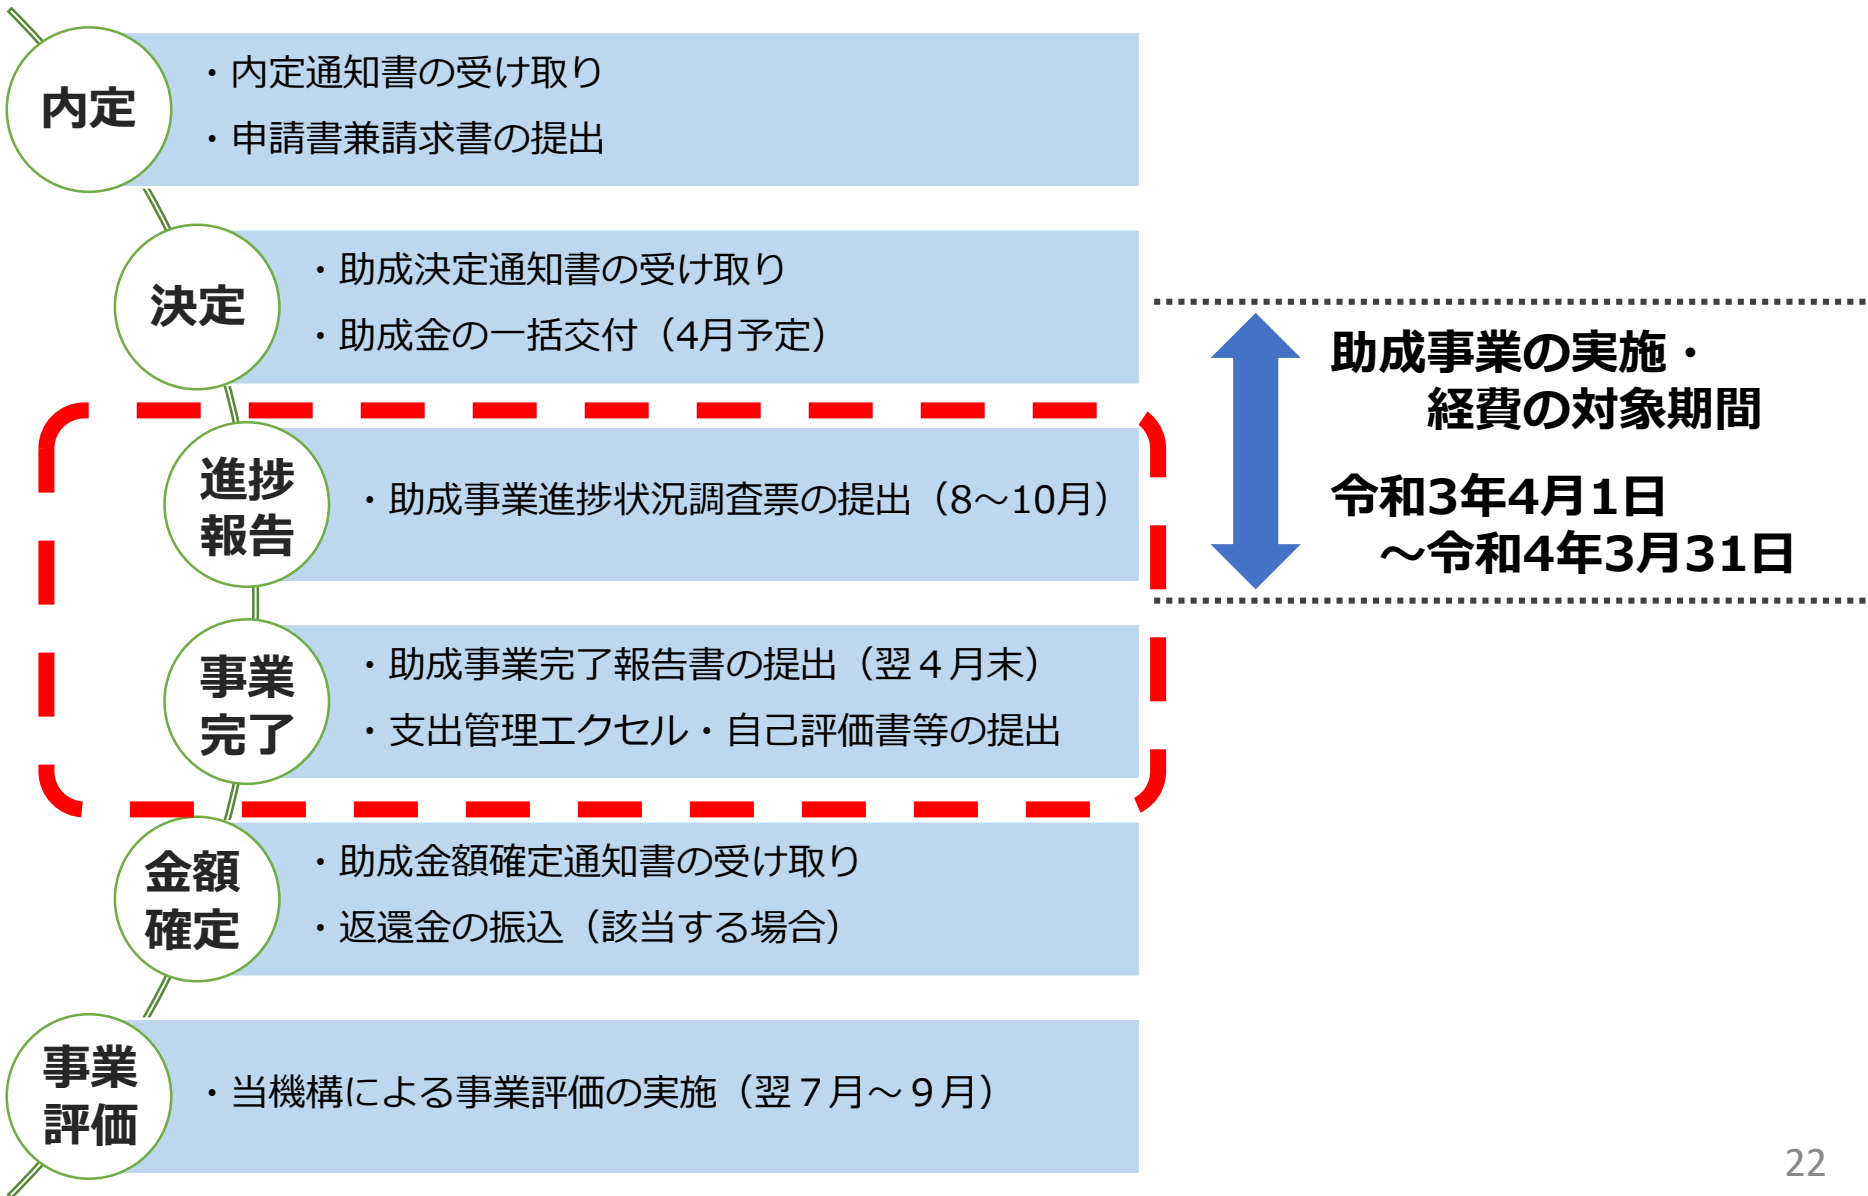 内定
・内定通知書の受け取り
・申請書兼請求書の提出
決定
・助成決定通知書の受け取り
・助成金の一括交付（4月予定）
助成事業の実施・
経費の対象期間
令和3年4月1日
～令和4年3月31日
進捗
報告
・助成事業進捗状況調査票の提出（8～10月）
事業
完了
・助成事業完了報告書の提出（翌４月末）
・支出管理エクセル・自己評価書等の提出
金額
確定
・助成金額確定通知書の受け取り
・返還金の振込（該当する場合）
事業
評価
・当機構による事業評価の実施（翌７月～９月）
22